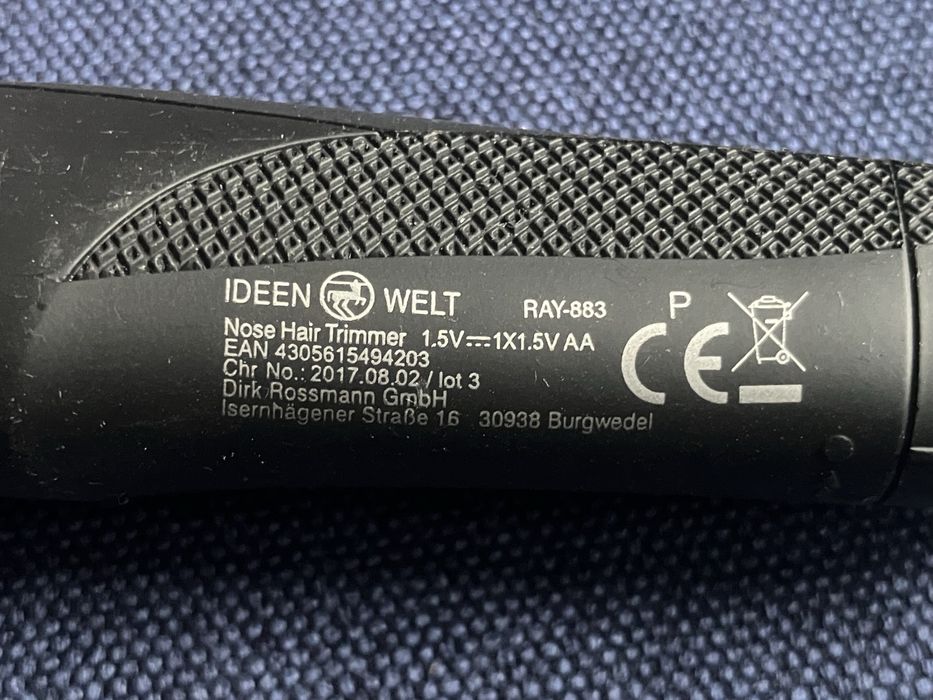 IDEEN WELT RAY-883 P
Nose Hair Trimmer 1.5V⎓1X1.5V AA
EAN 4305615494203
Chr No.: 2017.08.02 / lot 3
Dirk Rossmann GmbH
Isernhägener Straße 16 30938 Burgwedel
CE